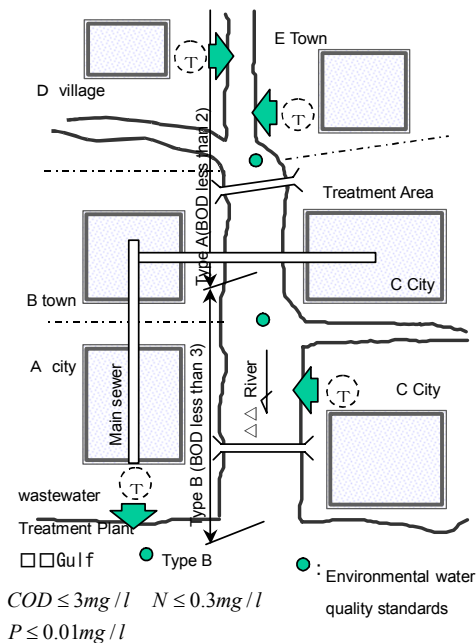 T
E Town
D village
T
Type A(BOD less than 2)
Treatment Area
C City
B town
A city
Main sewer
River
△△
C City
T
Type B (BOD less than 3)
T
wastewater
Treatment Plant
□□Gulf
Type B
: Environmental water
quality standards
COD ≤ 3mg / l N ≤ 0.3mg / l
P ≤ 0.01mg / l